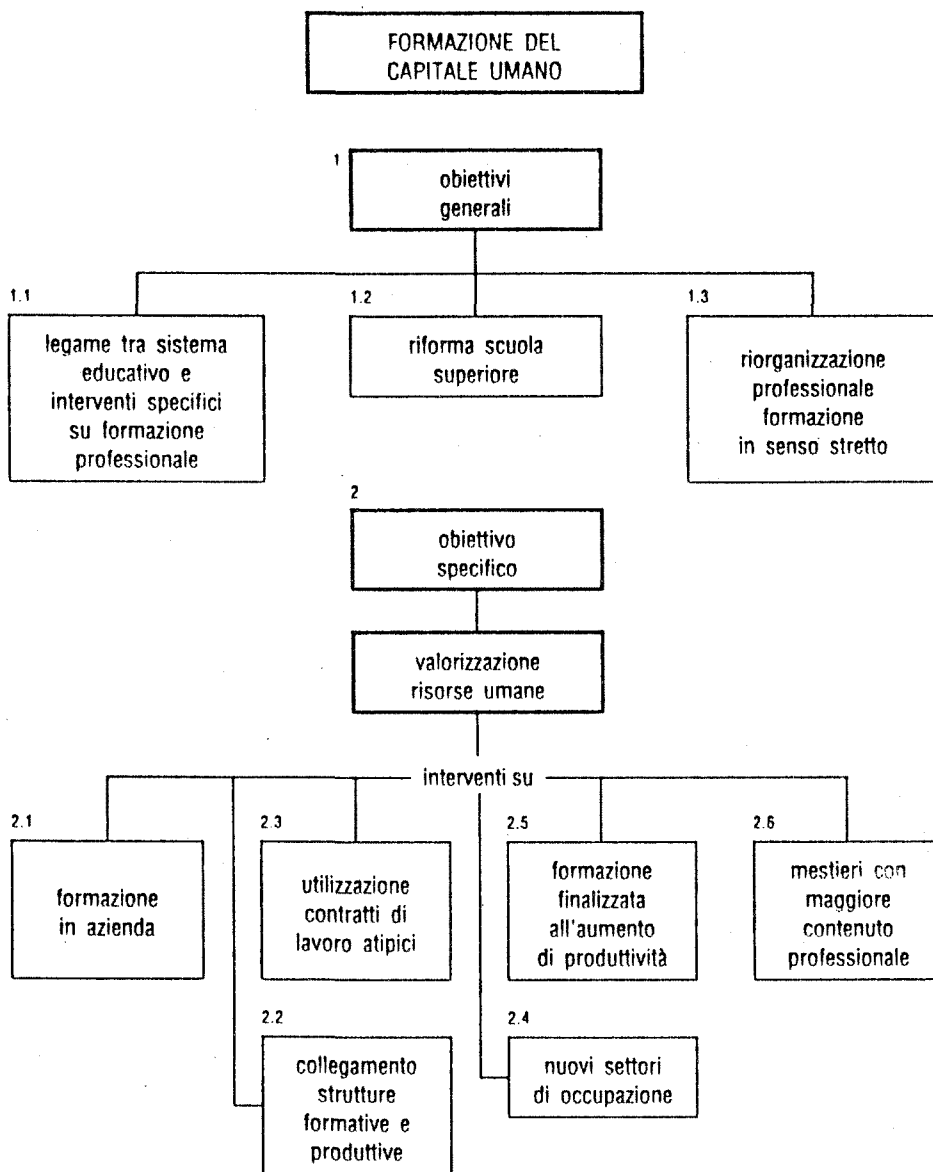 FORMAZIONE DEL
CAPITALE UMANO
1
obiettivi
generali
1.1
legame tra sistema
educativo e
interventi specifici
su formazione
professionale
1.2
riforma scuola
superiore
1.3
riorganizzazione
professionale
formazione
in senso stretto
2
obiettivo
specifico
valorizzazione
risorse umane
interventi su
2.1
formazione
in azienda
2.3
utilizzazione
contratti di
lavoro atipici
2.5
formazione
finalizzata
all'aumento
di produttività
2.6
mestieri con
maggiore
contenuto
professionale
2.2
collegamento
strutture
formative e
produttive
2.4
nuovi settori
di occupazione